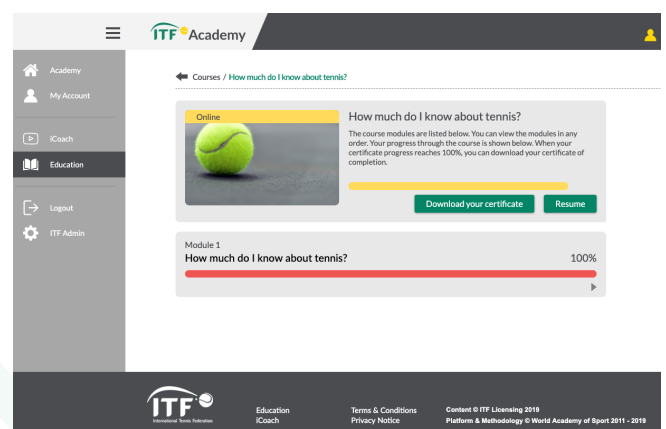 ITF Academy
Academy
My Account
iCoach
Education
Logout
ITF Admin
Courses / How much do I know about tennis?
Online
How much do I know about tennis?
The course modules are listed below. You can view the modules in any
order. Your progress through the course is shown below. When your
certificate progress reaches 100%, you can download your certificate of
completion.
Download your certificate
Resume
Module 1
How much do I know about tennis?
100%
ITF
International Tennis Federation
Education
iCoach
Terms & Conditions
Privacy Notice
Content © ITF Licensing 2019
Platform & Methodology © World Academy of Sport 2011 - 2019